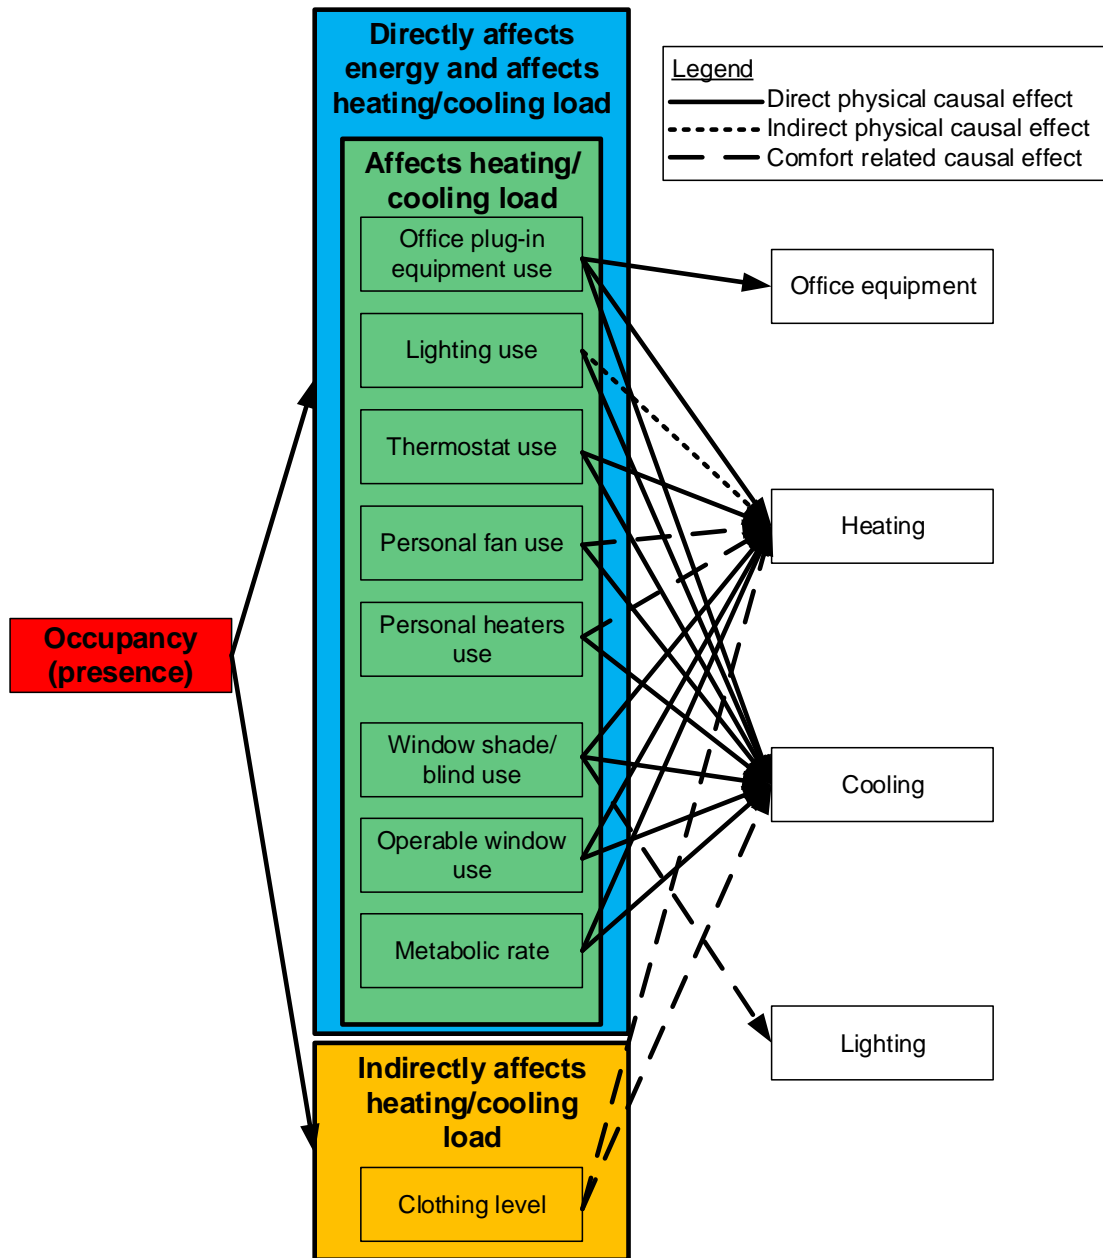 Directly affects
energy and affects
heating/cooling load
Legend
Direct physical causal effect
Indirect physical causal effect
Comfort related causal effect
Affects heating/
cooling load
Office plug-in
equipment use
Office equipment
Lighting use
Thermostat use
Heating
Personal fan use
Personal heaters
use
Occupancy
(presence)
Window shade/
blind use
Cooling
Operable window
use
Metabolic rate
Lighting
Indirectly affects
heating/cooling
load
Clothing level